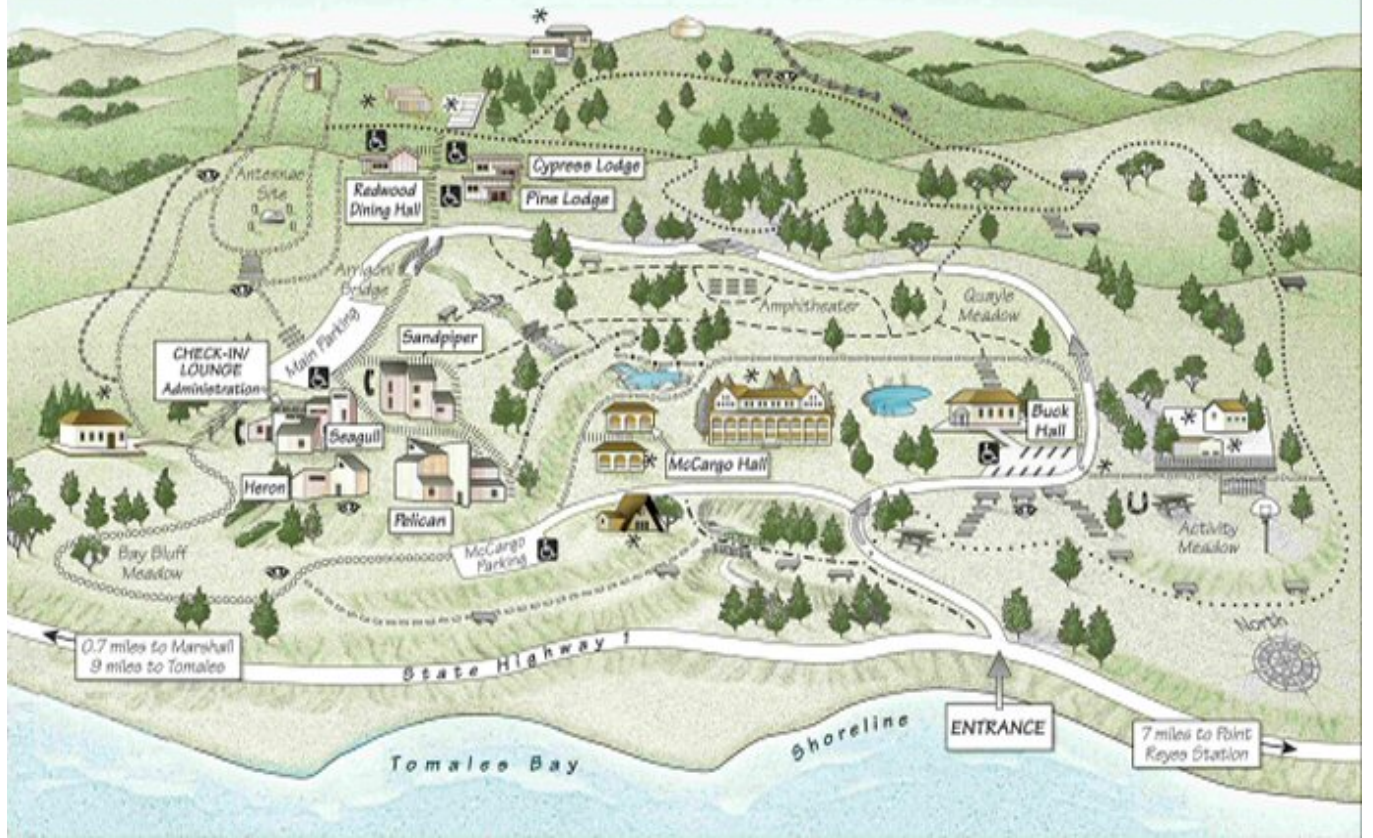 Cypress Lodge
Pine Lodge
Redwood
Dining Hall
Antennae
Site
Arrigoni
Bridge
Main Parking
Amphitheater
Quayle
Meadow
Sandpiper
CHECK-IN/
LOUNGE
Administration
Seagull
Heron
Pelican
McCargo Hall
Buck
Hall
McCargo
Parking
Bay Bluff
Meadow
Activity
Meadow
North
0.7 miles to Marshall
9 miles to Tomales
State Highway 1
ENTRANCE
7 miles to Point
Reyes Station
Shoreline
Tomales Bay